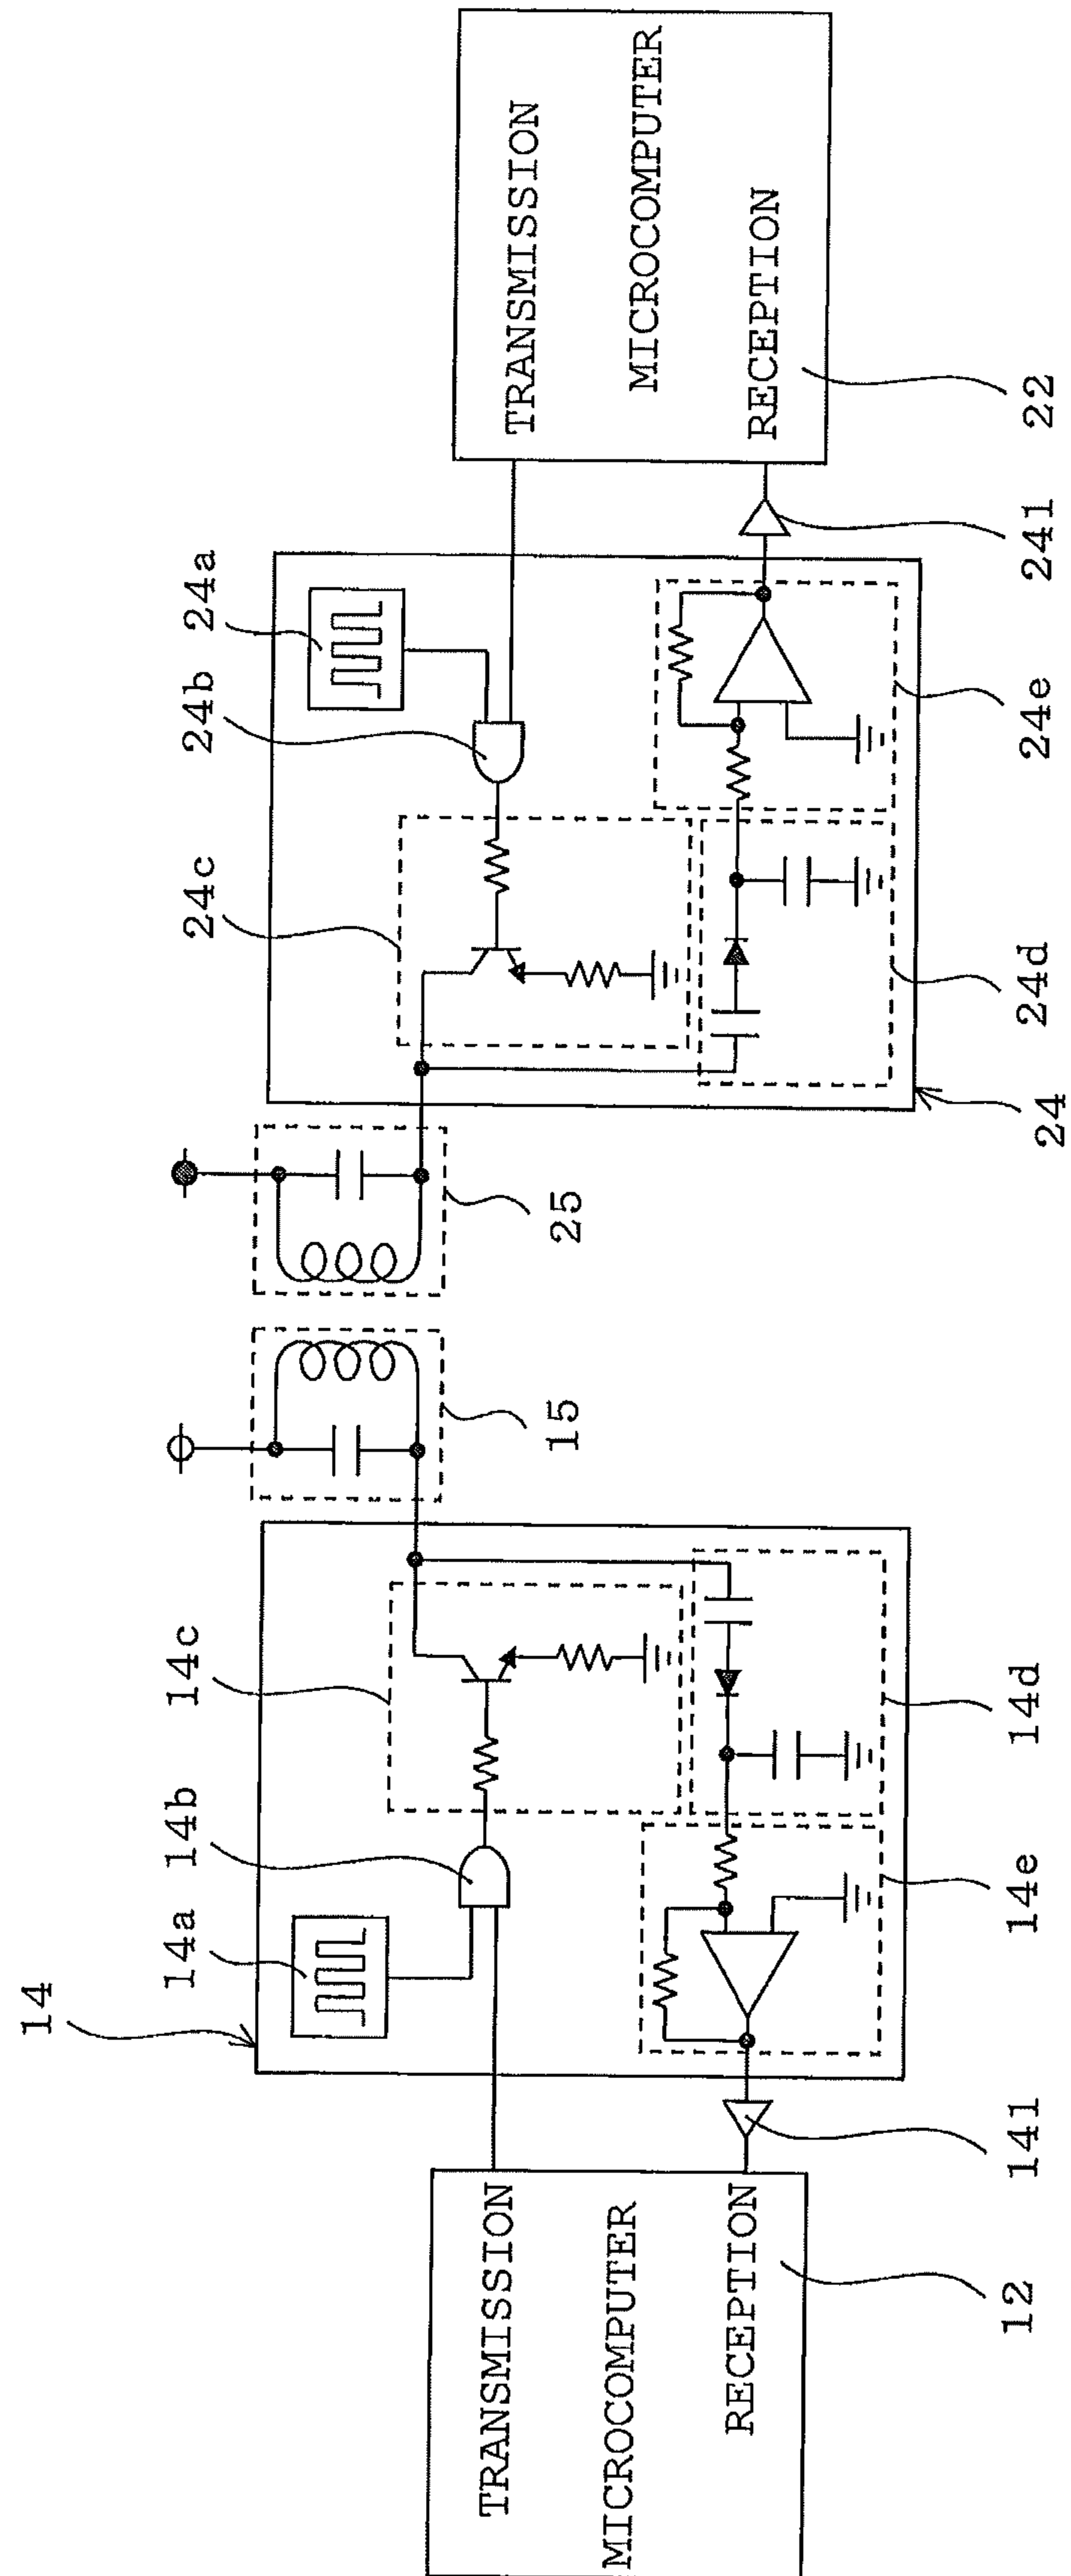 14
14a
14b
14c
15
25
24c
24b
24a
TRANSMISSION
MICROCOMPUTER
RECEPTION
12
141
14e
14d
24
24d
24e
241
22
TRANSMISSION
MICROCOMPUTER
RECEPTION